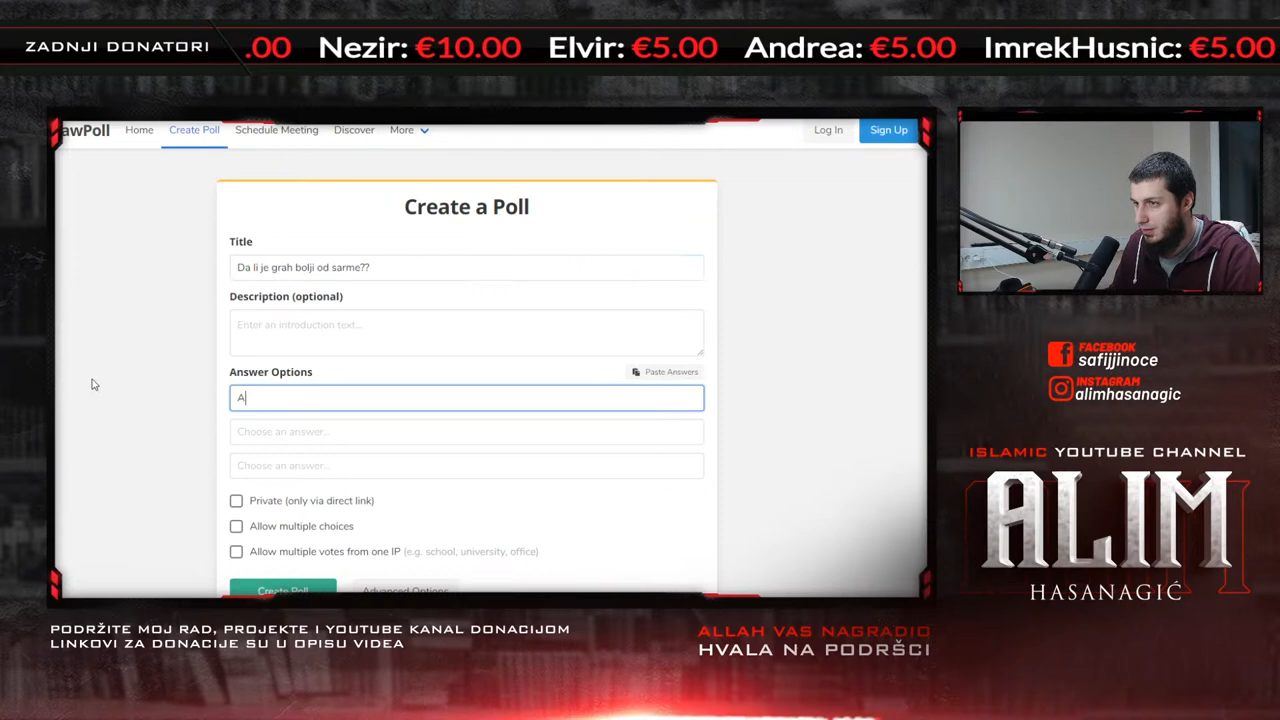 ZADNJI DONATORI
.00 Nezir: €10.00 Elvir: €5.00 Andrea: €5.00 ImrekHusnic: €5.00
awPoll Home Create Poll Schedule Meeting Discover More Log In Sign Up
Create a Poll
Title
Da li je grah bolji od sarme??
Description (optional)
Enter an introduction text...
Answer Options Paste Answers
A
Choose an answer...
Choose an answer...
Private (only via direct link)
Allow multiple choices
Allow multiple votes from one IP (e.g. school, university, office)
Create Poll Advanced Options
FACEBOOK
safijjinoce
INSTAGRAM
alimhasanagic
ISLAMIC YOUTUBE CHANNEL
ALIM
HASANAGIĆ
PODRŽITE MOJ RAD, PROJEKTE I YOUTUBE KANAL DONACIJOM
LINKOVI ZA DONACIJE SU U OPISU VIDEA
ALLAH VAS NAGRADIO
HVALA NA PODRŠCI